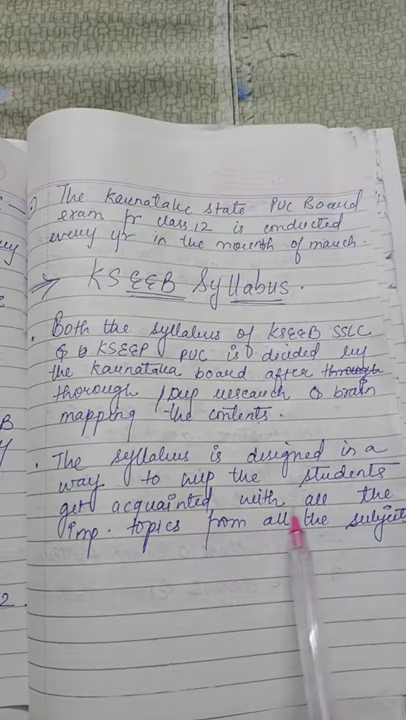 The Karnataka State PUC Board
exam fr class 12 is conducted
every yr in the month of march.
KSEEB Syllabus.
• Both the syllabus of KSEEB SSLC
& KSEEP PUC is decided by
the karnataka board after through
thorough / deep research & brain
mapping the contents.
• The syllabus is designed in a
way to help the students
get acquainted with all the
imp. topics from all the subject